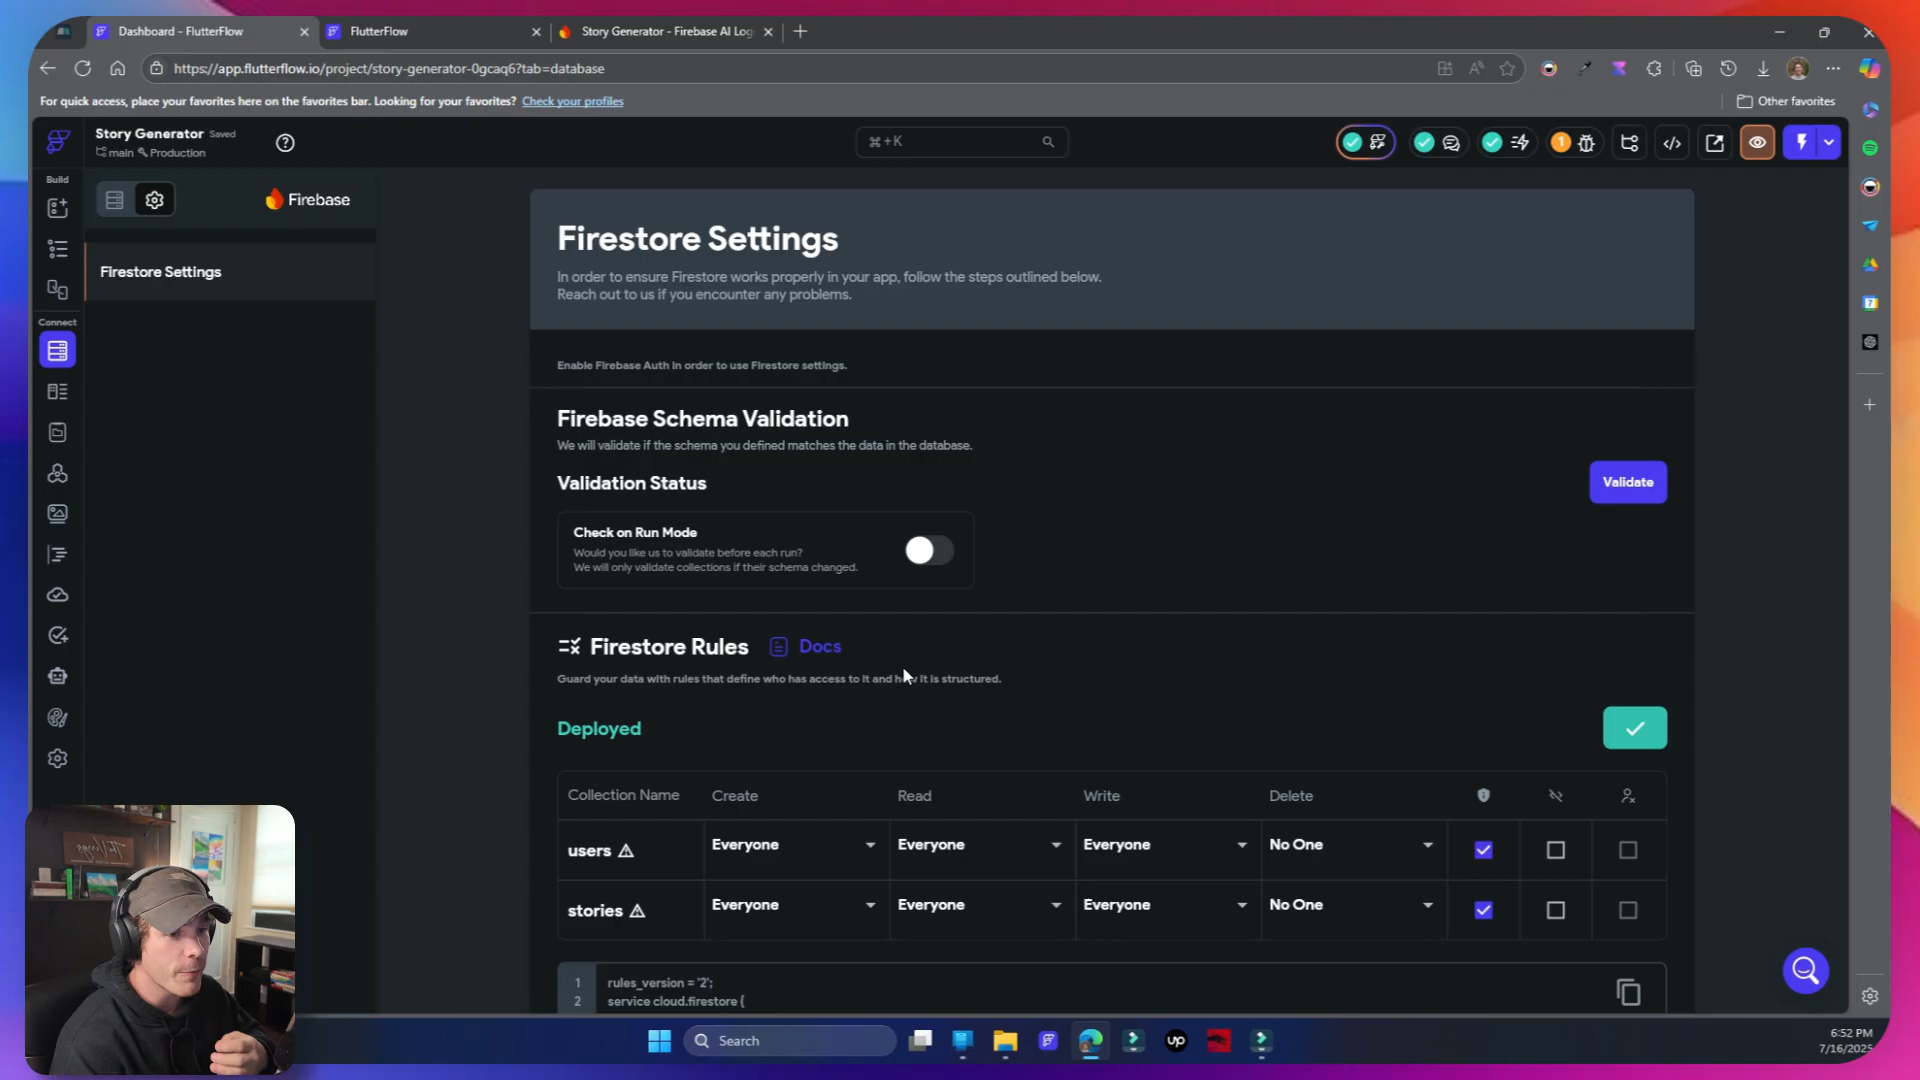 Dashboard - FlutterFlow
FlutterFlow
Story Generator - Firebase AI Log
https://app.flutterflow.io/project/story-generator-0gcaq6?tab=database
For quick access, place your favorites here on the favorites bar. Looking for your favorites? Check your profiles
Other favorites
Story Generator Saved
main Production
⌘+K
1
Build
Firebase
Firestore Settings
Connect
Firestore Settings
In order to ensure Firestore works properly in your app, follow the steps outlined below.
Reach out to us if you encounter any problems.
Enable Firebase Auth in order to use Firestore settings.
Firebase Schema Validation
We will validate if the schema you defined matches the data in the database.
Validation Status
Validate
Check on Run Mode
Would you like us to validate before each run?
We will only validate collections if their schema changed.
Firestore Rules Docs
Guard your data with rules that define who has access to it and how it is structured.
Deployed
Collection Name Create Read Write Delete
users Everyone Everyone Everyone No One
stories Everyone Everyone Everyone No One
1 rules_version = '2';
2 service cloud.firestore {
Search
up
6:52 PM
7/16/2025